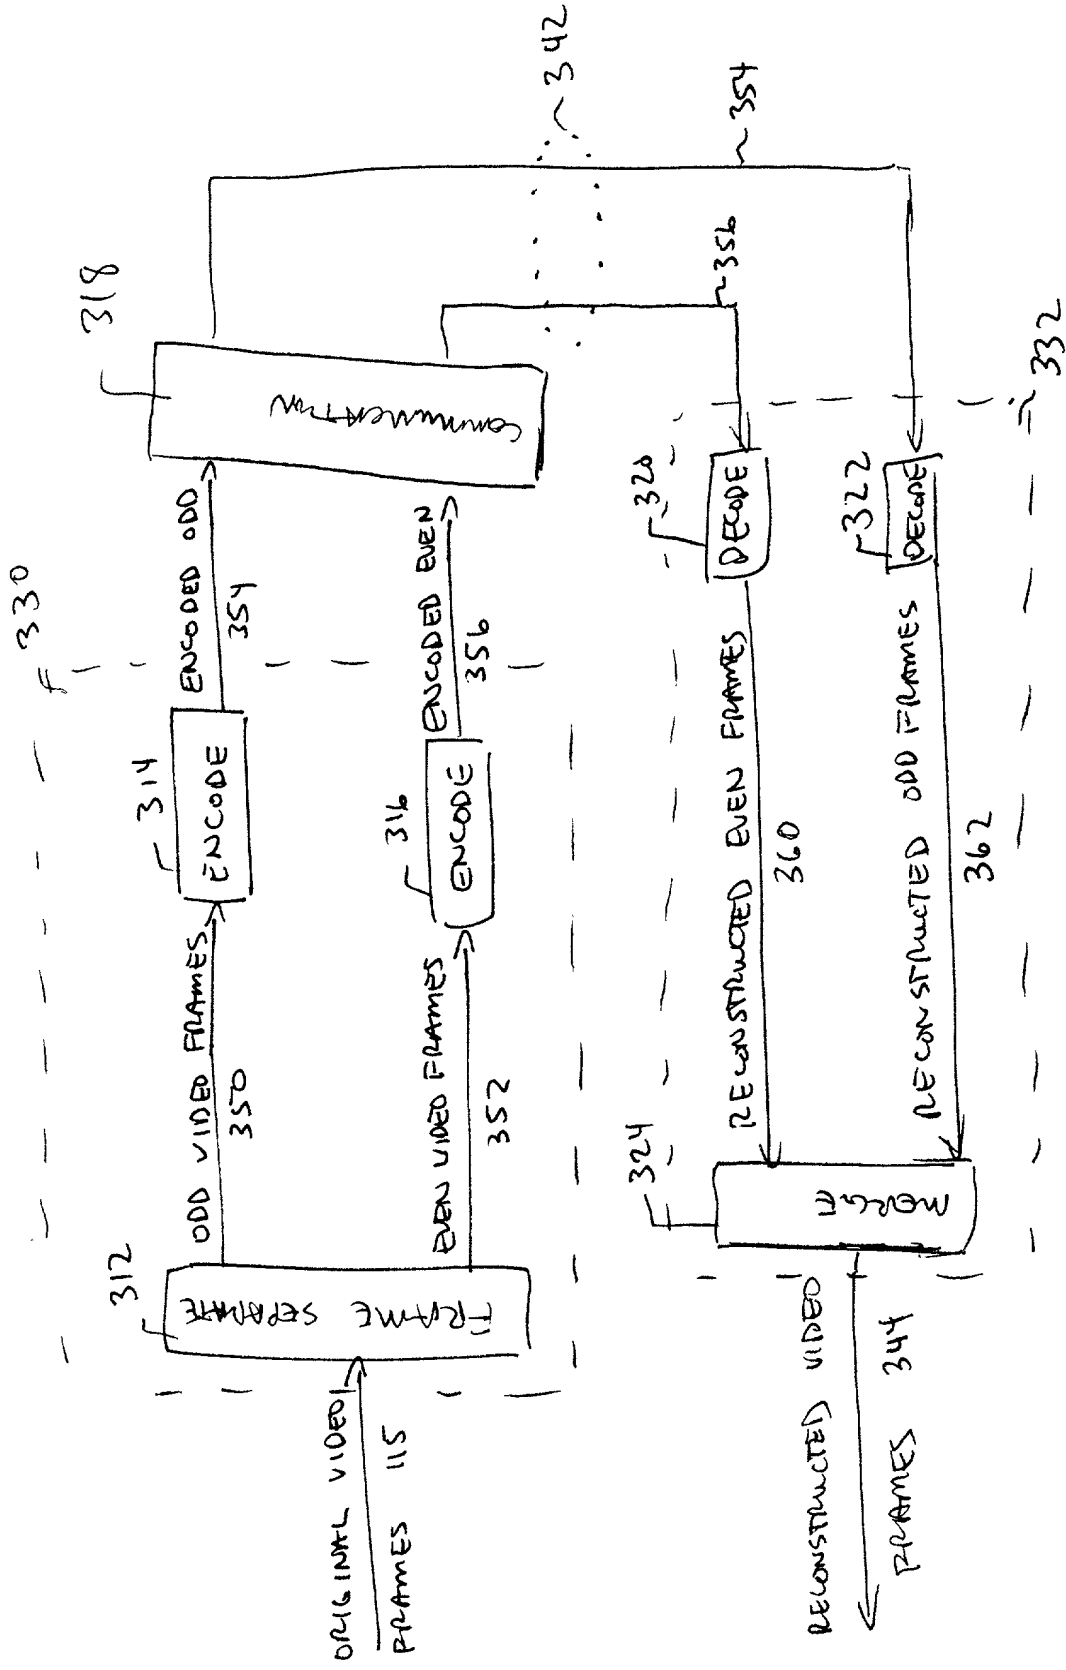 ORIGINAL VIDEO
FRAMES 115
312
FRAME
SEPARATE
ODD VIDEO FRAMES
350
EVEN VIDEO FRAMES
352
314
ENCODE
316
ENCODE
330
ENCODED ODD
354
ENCODED EVEN
356
318
COMMUNICATION
342
354
356
332
320
DECODE
322
DECODE
RECONSTRUCTED EVEN FRAMES
360
RECONSTRUCTED ODD FRAMES
362
324
MERGE
RECONSTRUCTED VIDEO
FRAMES 344